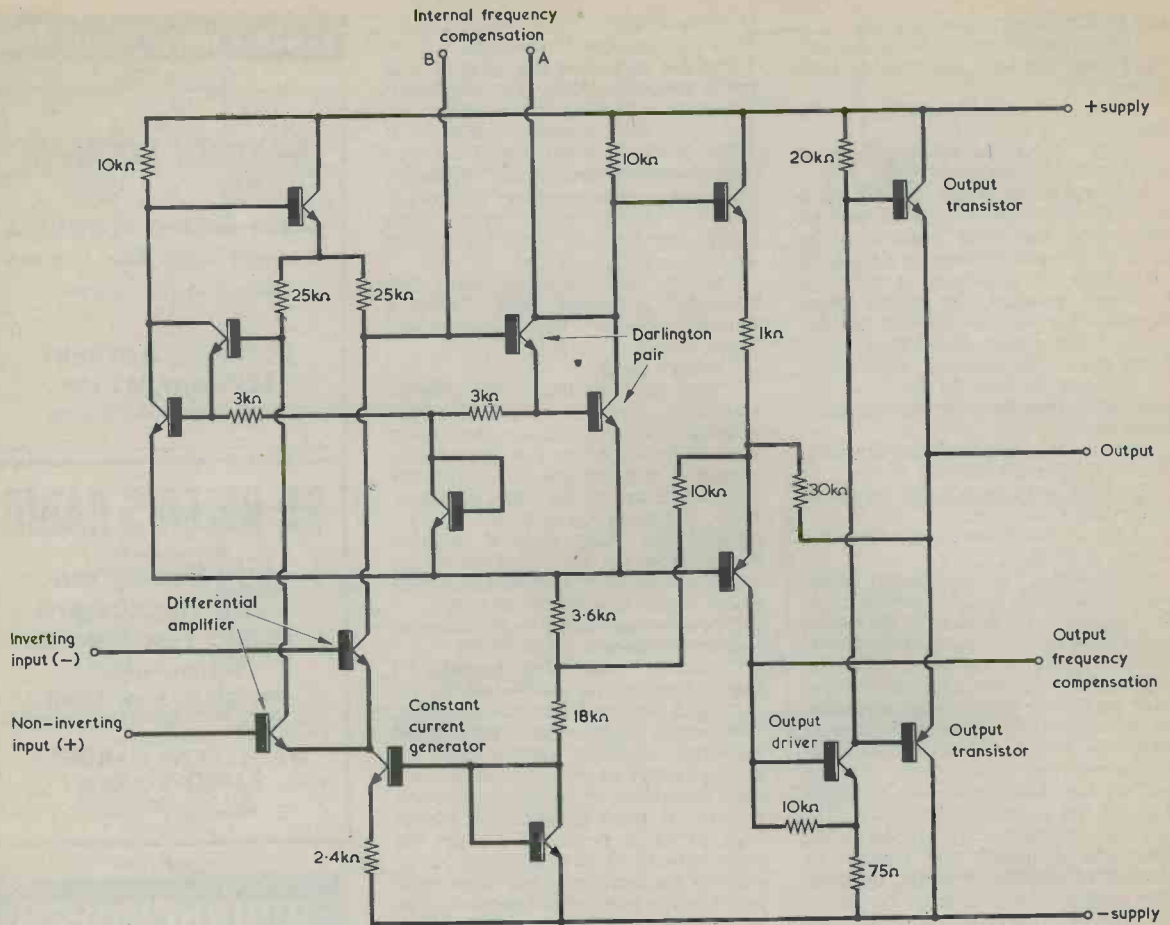 Internal frequency
compensation
B
A
+supply
10kΩ
10kΩ
20kΩ
Output
transistor
25kΩ
25kΩ
1kΩ
Darlington
pair
3kΩ
3kΩ
Output
10kΩ
30kΩ
Differential
amplifier
3·6kΩ
Inverting
input (–)
Output
frequency
compensation
Non-inverting
input (+)
Constant
current
generator
18kΩ
Output
driver
Output
transistor
10kΩ
2·4kΩ
75Ω
–supply